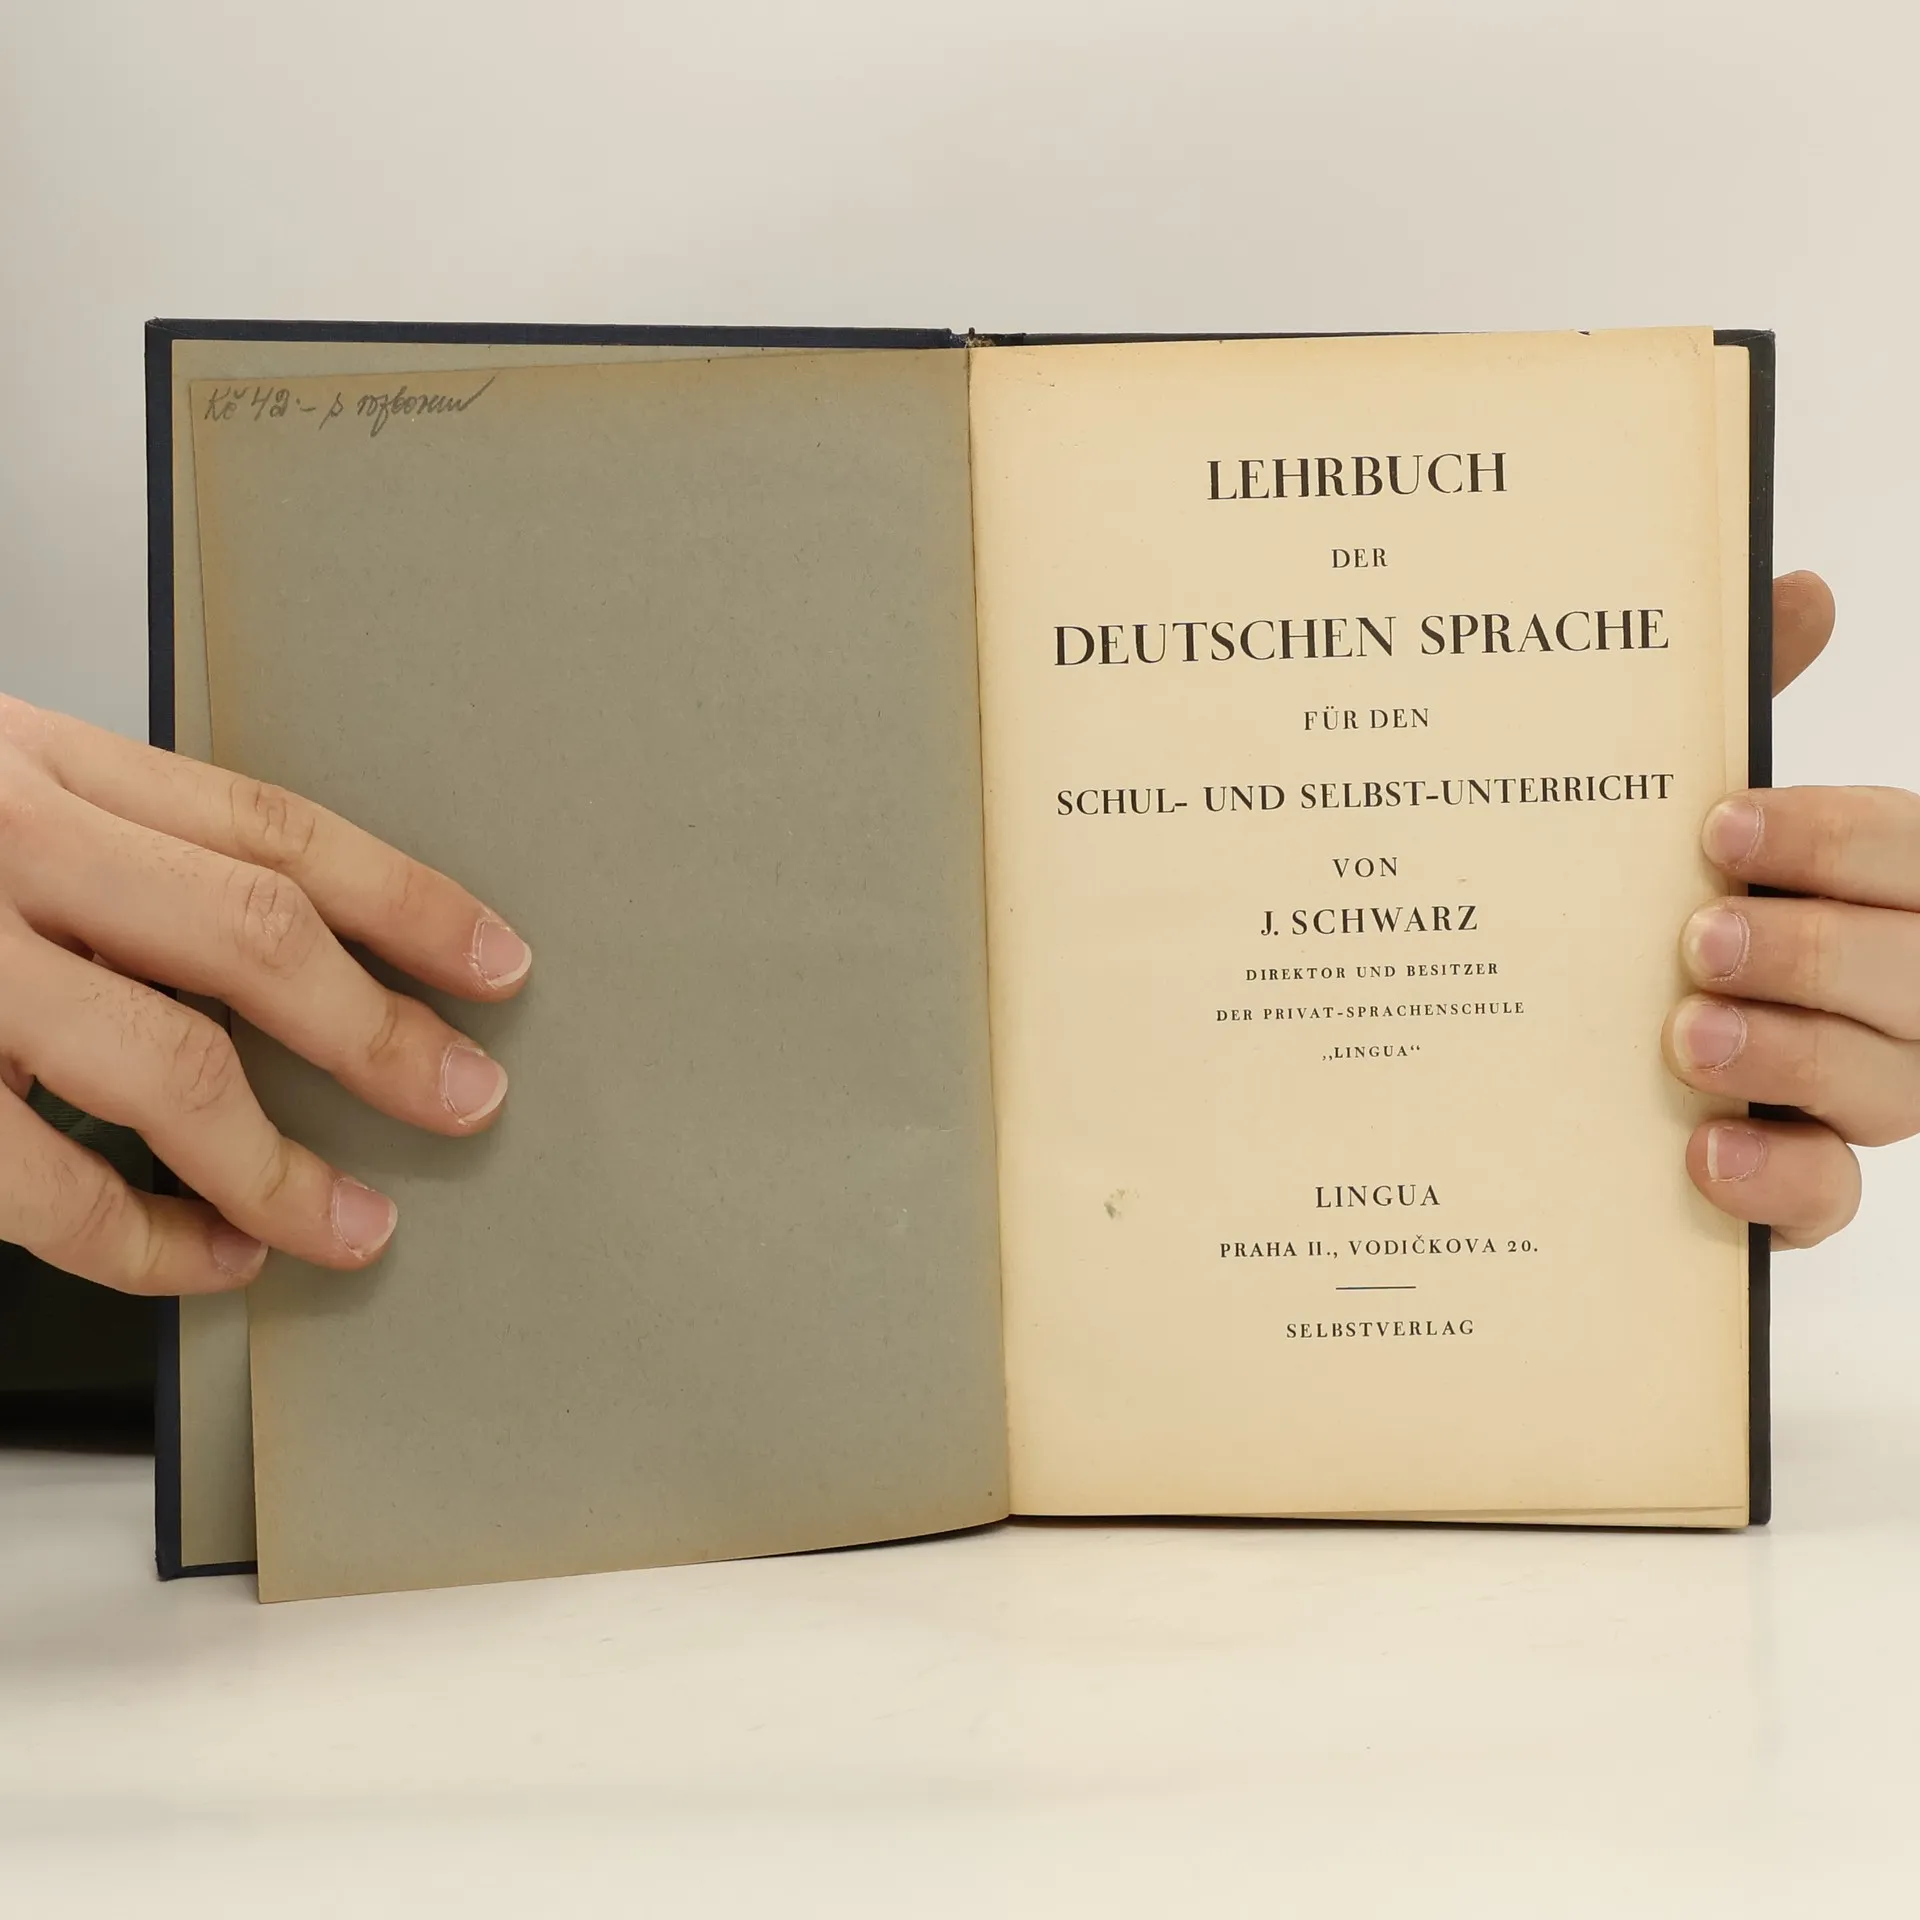 Kč 42.- s rozborem
LEHRBUCH
DER
DEUTSCHEN SPRACHE
FÜR DEN
SCHUL- UND SELBST-UNTERRICHT
VON
J. SCHWARZ
DIREKTOR UND BESITZER
DER PRIVAT-SPRACHENSCHULE
„LINGUA“
LINGUA
PRAHA II., VODIČKOVA 20.
SELBSTVERLAG